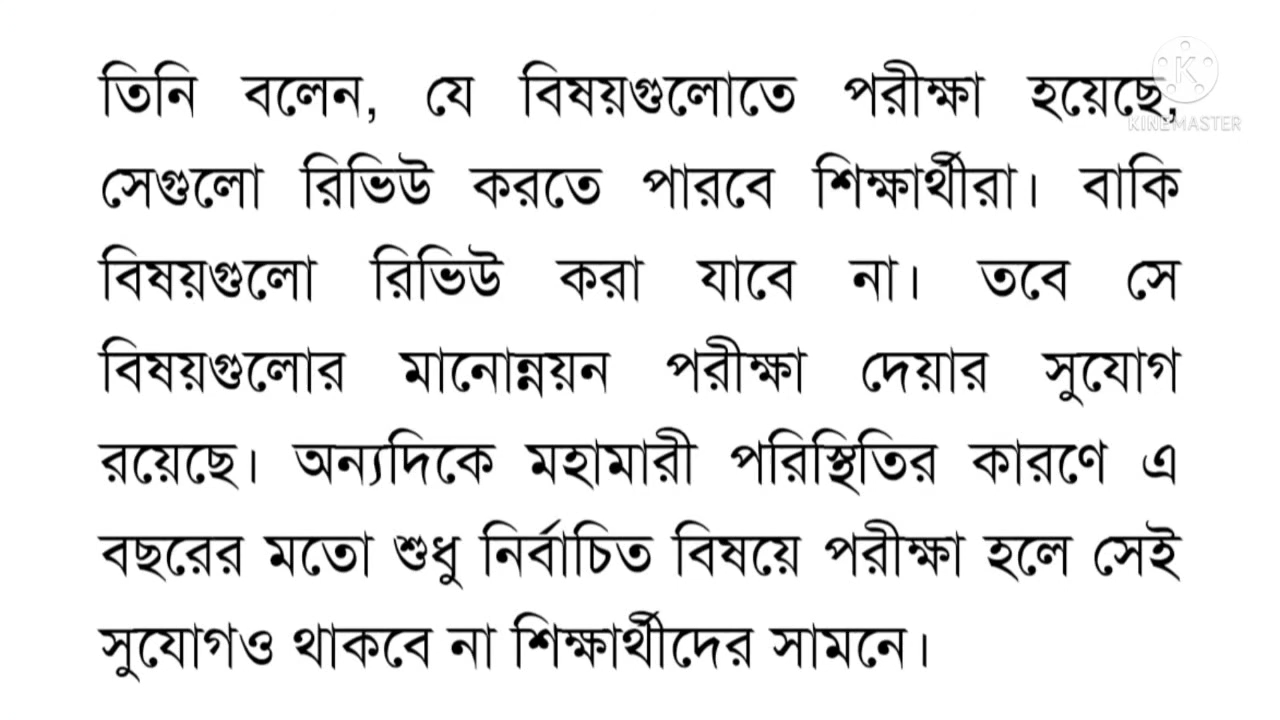 তিনি বলেন, যে বিষয়গুলোতে পরীক্ষা হয়েছে,
সেগুলো রিভিউ করতে পারবে শিক্ষার্থীরা। বাকি
বিষয়গুলো রিভিউ করা যাবে না। তবে সে
বিষয়গুলোর মানোন্নয়ন পরীক্ষা দেয়ার সুযোগ
রয়েছে। অন্যদিকে মহামারী পরিস্থিতির কারণে এ
বছরের মতো শুধু নির্বাচিত বিষয়ে পরীক্ষা হলে সেই
সুযোগও থাকবে না শিক্ষার্থীদের সামনে।
K
KINEMASTER